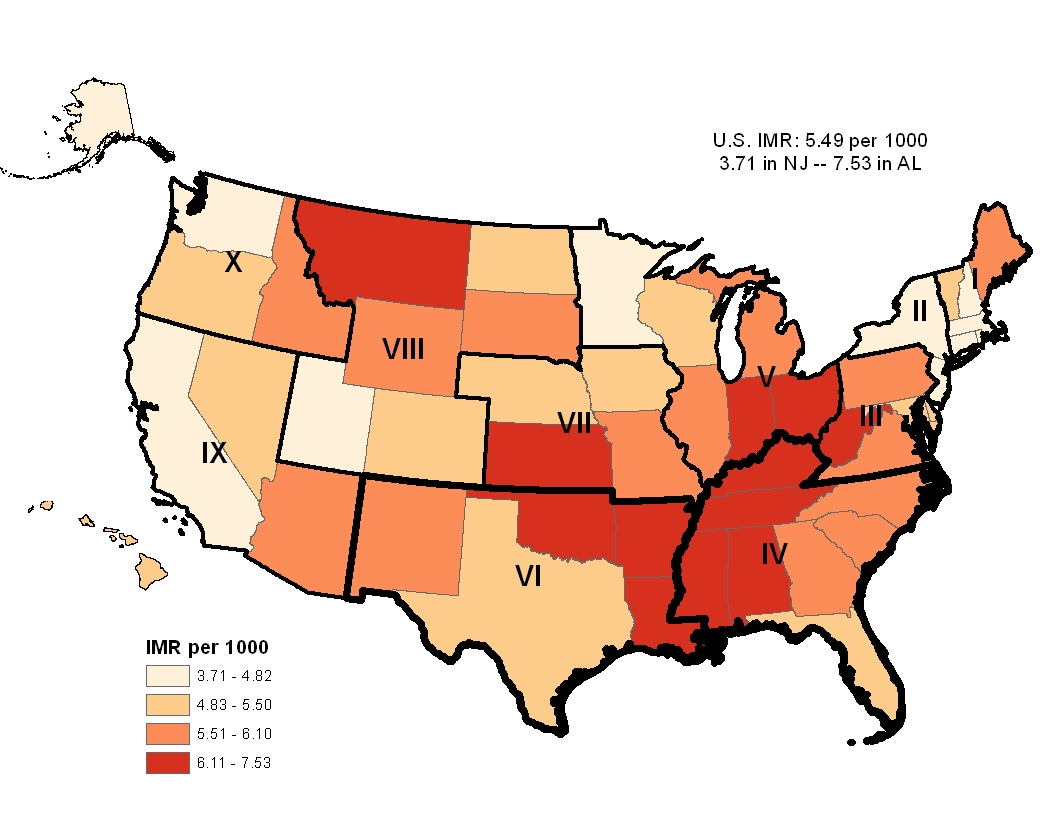 U.S. IMR: 5.49 per 1000
3.71 in NJ -- 7.53 in AL
X
I
II
VIII
V
III
VII
IX
IV
VI
IMR per 1000
3.71 - 4.82
4.83 - 5.50
5.51 - 6.10
6.11 - 7.53